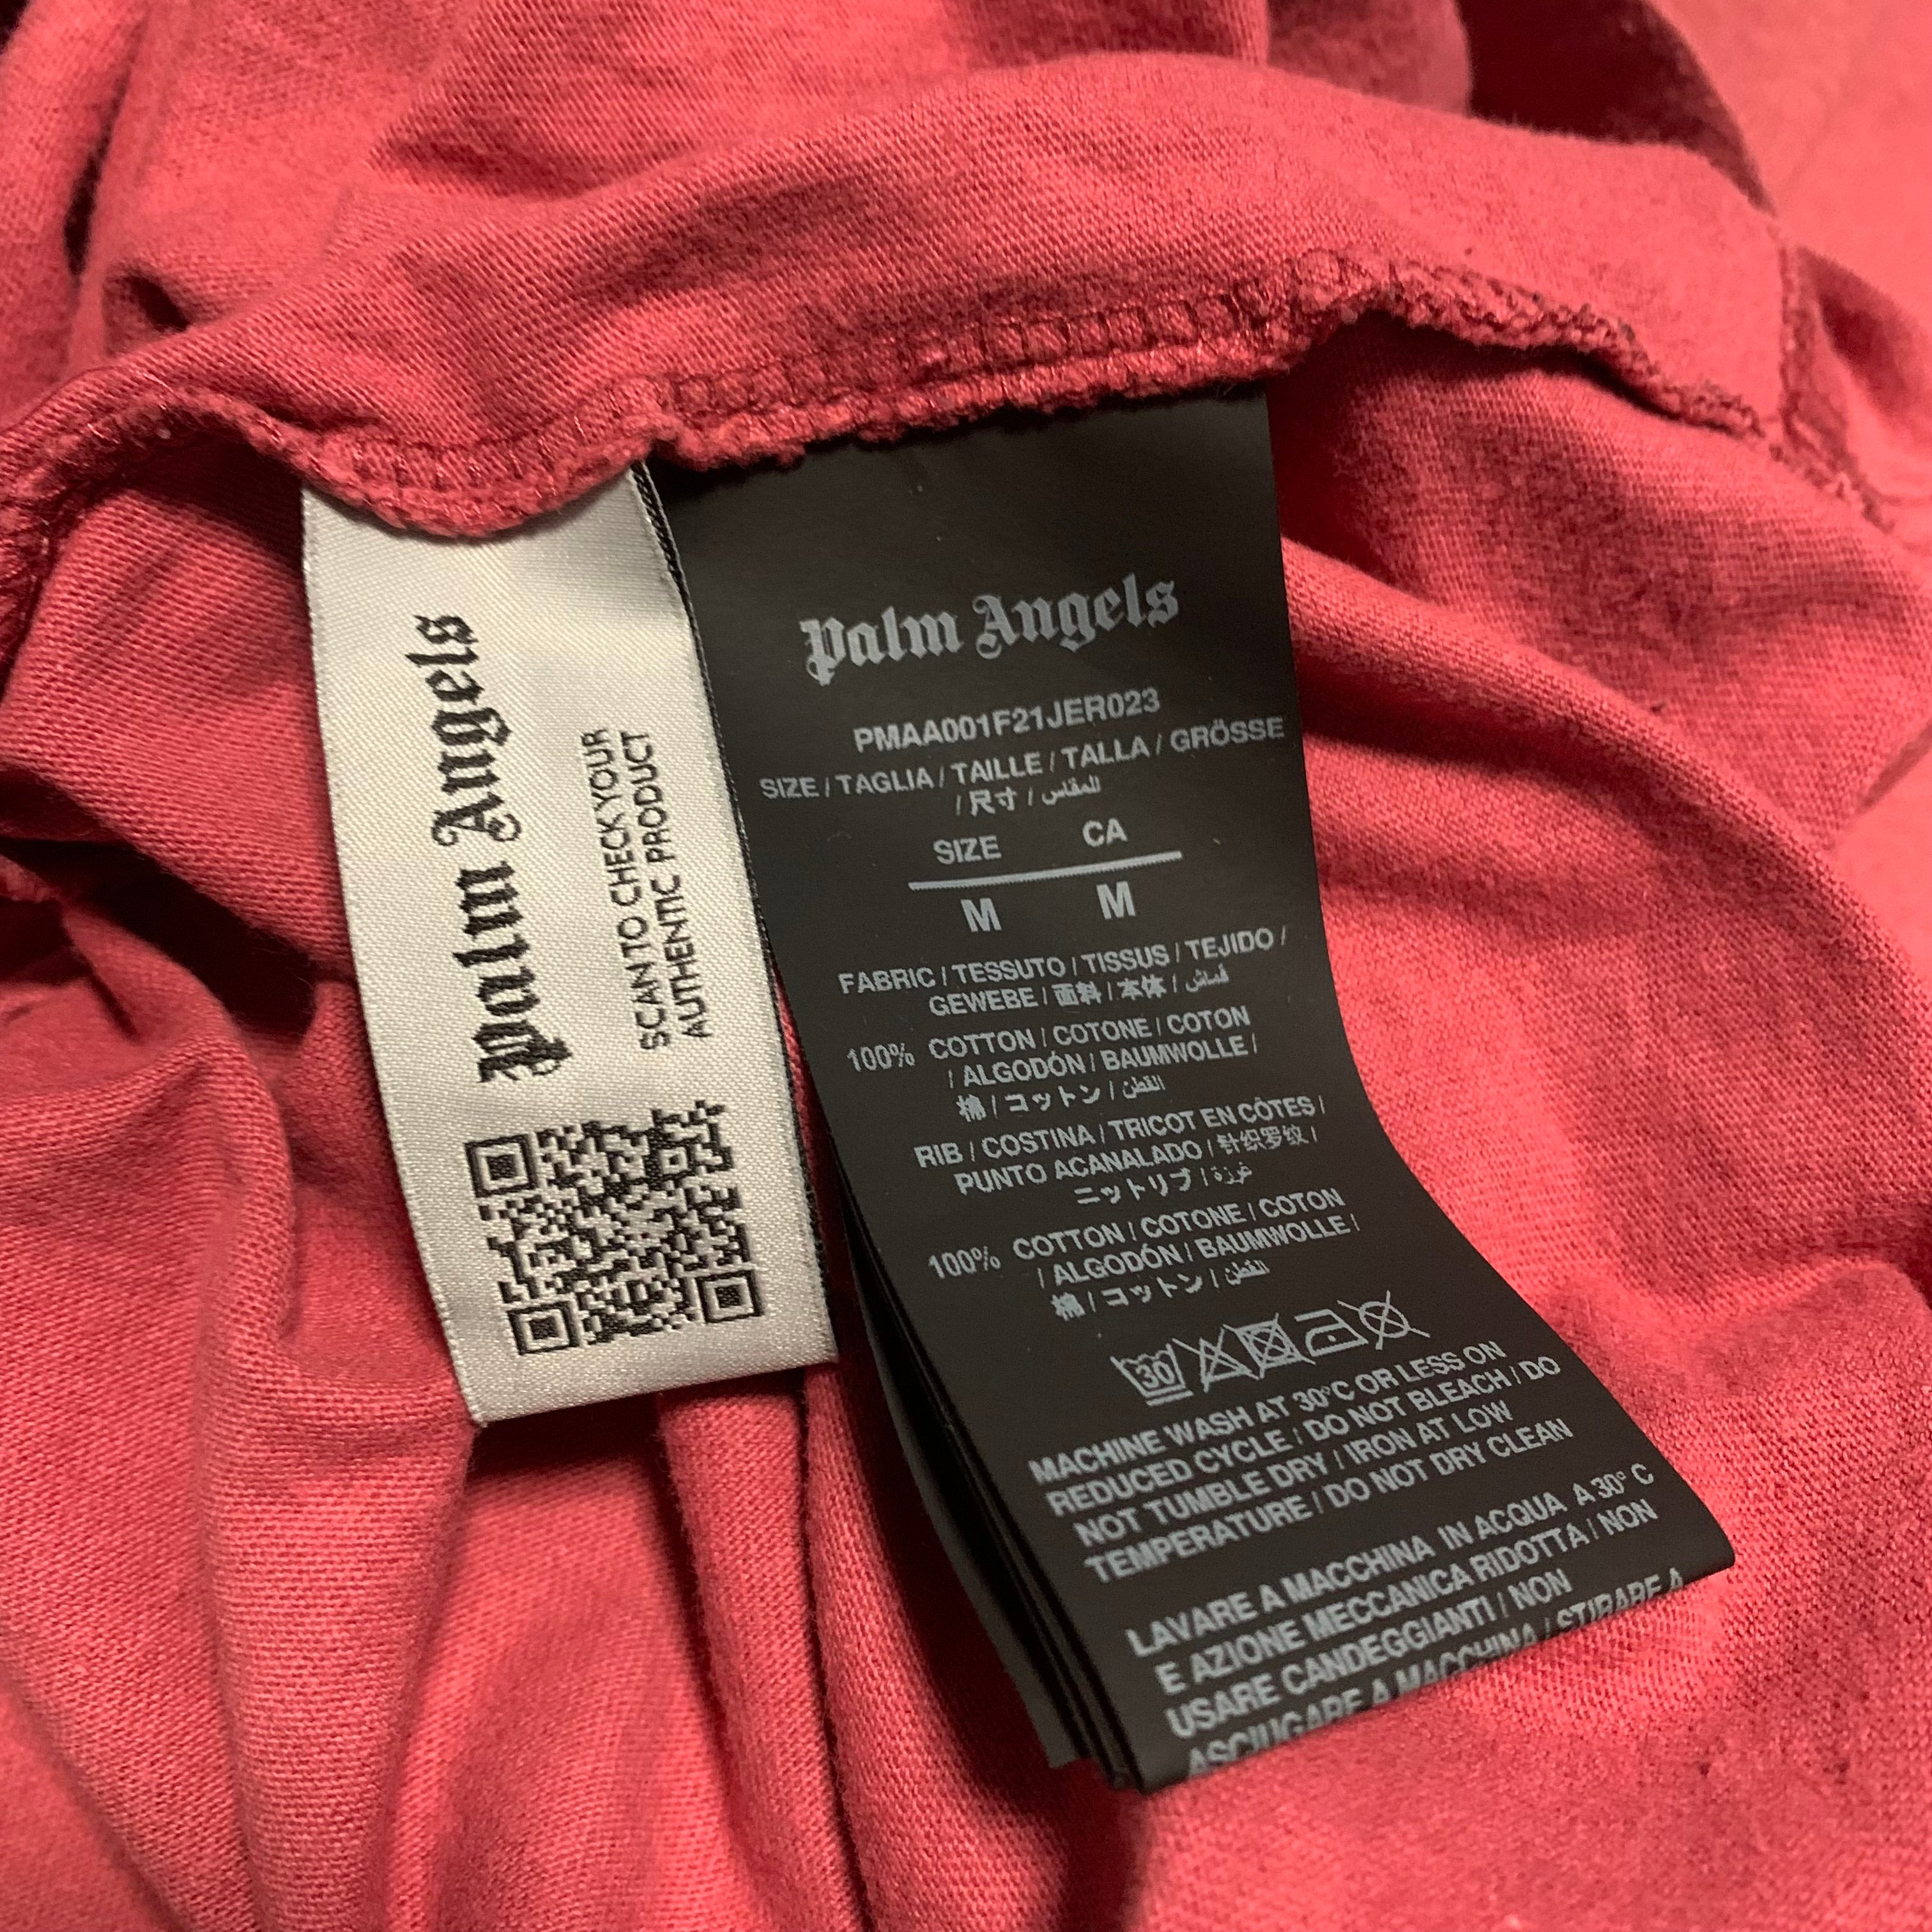 Palm Angels
SCAN TO CHECK YOUR
AUTHENTIC PRODUCT
Palm Angels
PMAA001F21JER023
SIZE / TAGLIA / TAILLE / TALLA / GRÖSSE
/ 尺寸 / المقاس
SIZE CA
M M
FABRIC / TESSUTO / TISSUS / TEJIDO /
GEWEBE / 面料 / 本体 / قماش
100% COTTON / COTONE / COTON
/ ALGODÓN / BAUMWOLLE /
棉 / コットン / القطن
RIB / COSTINA / TRICOT EN CÔTES /
PUNTO ACANALADO / 针织罗纹 /
ニットリブ / غرزة
100% COTTON / COTONE / COTON
/ ALGODÓN / BAUMWOLLE /
棉 / コットン / القطن
30
MACHINE WASH AT 30°C OR LESS ON
REDUCED CYCLE / DO NOT BLEACH / DO
NOT TUMBLE DRY / IRON AT LOW
TEMPERATURE / DO NOT DRY CLEAN
LAVARE A MACCHINA IN ACQUA A 30° C
E AZIONE MECCANICA RIDOTTA / NON
USARE CANDEGGIANTI / NON
ASCIUGARE A MACCHINA / STIRARE A